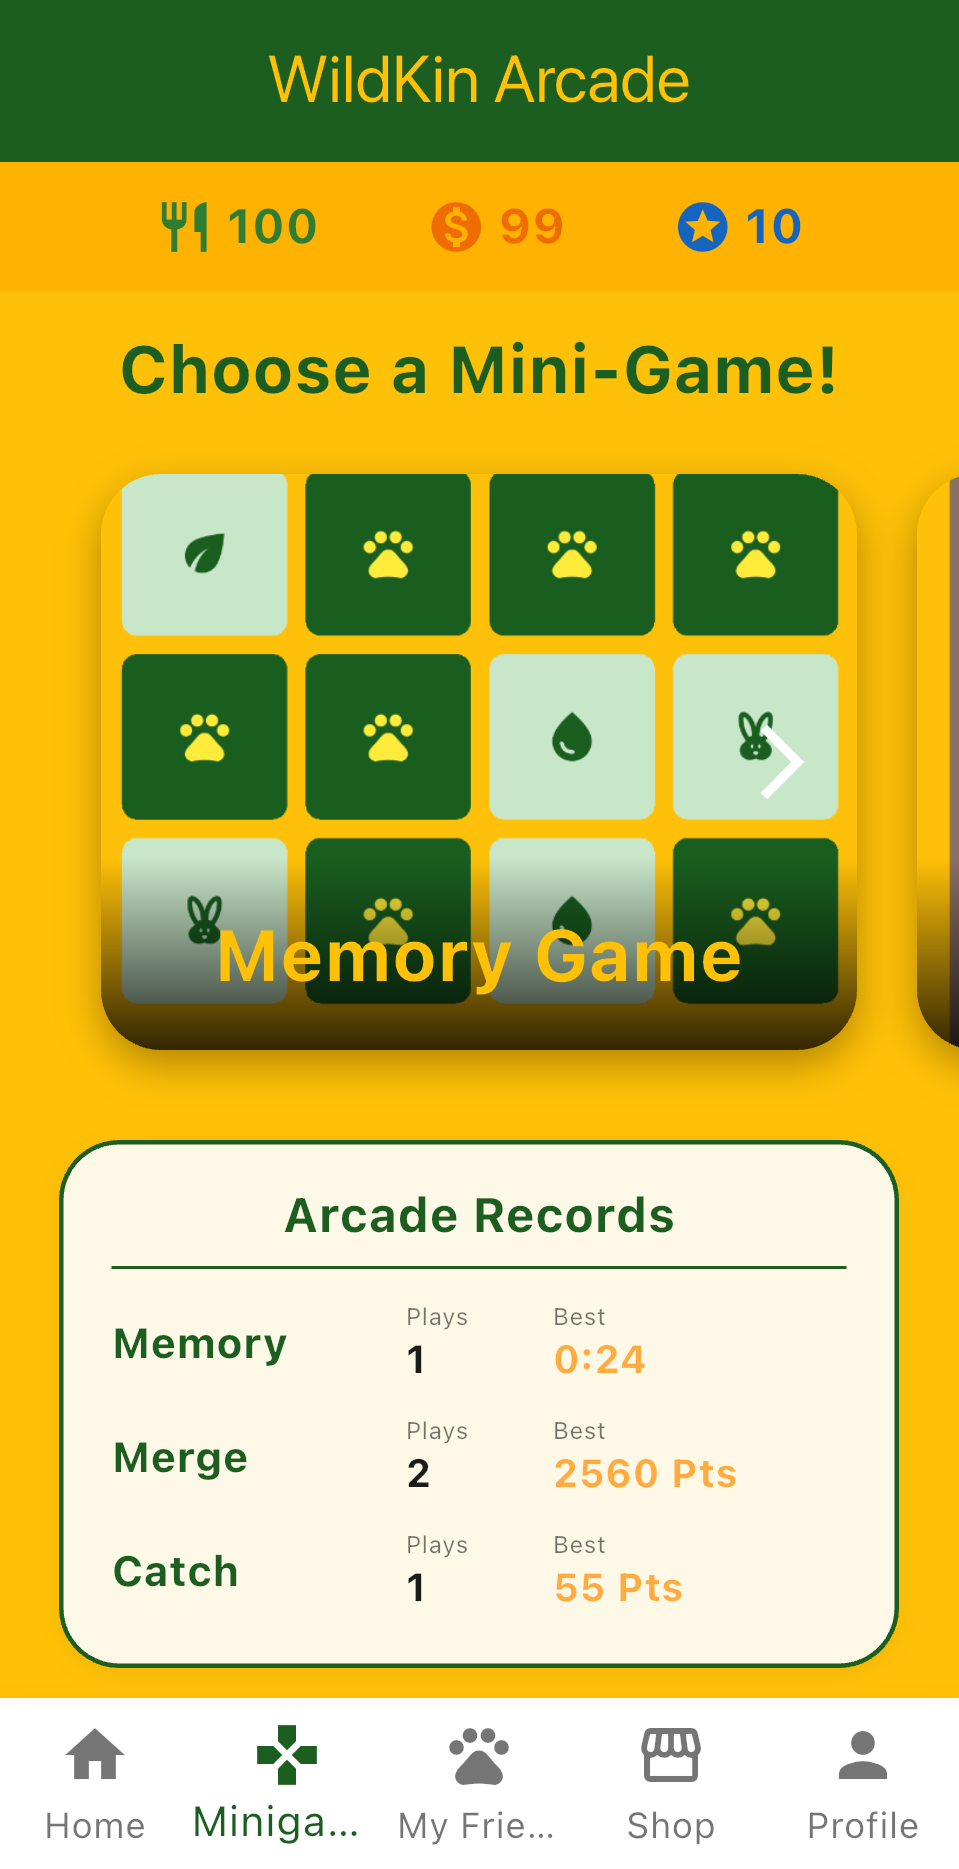 WildKin Arcade
100 99 10
Choose a Mini-Game!
Memory Game
Arcade Records
Plays Best
Memory 1 0:24
Plays Best
Merge 2 2560 Pts
Plays Best
Catch 1 55 Pts
Home Miniga... My Frie... Shop Profile